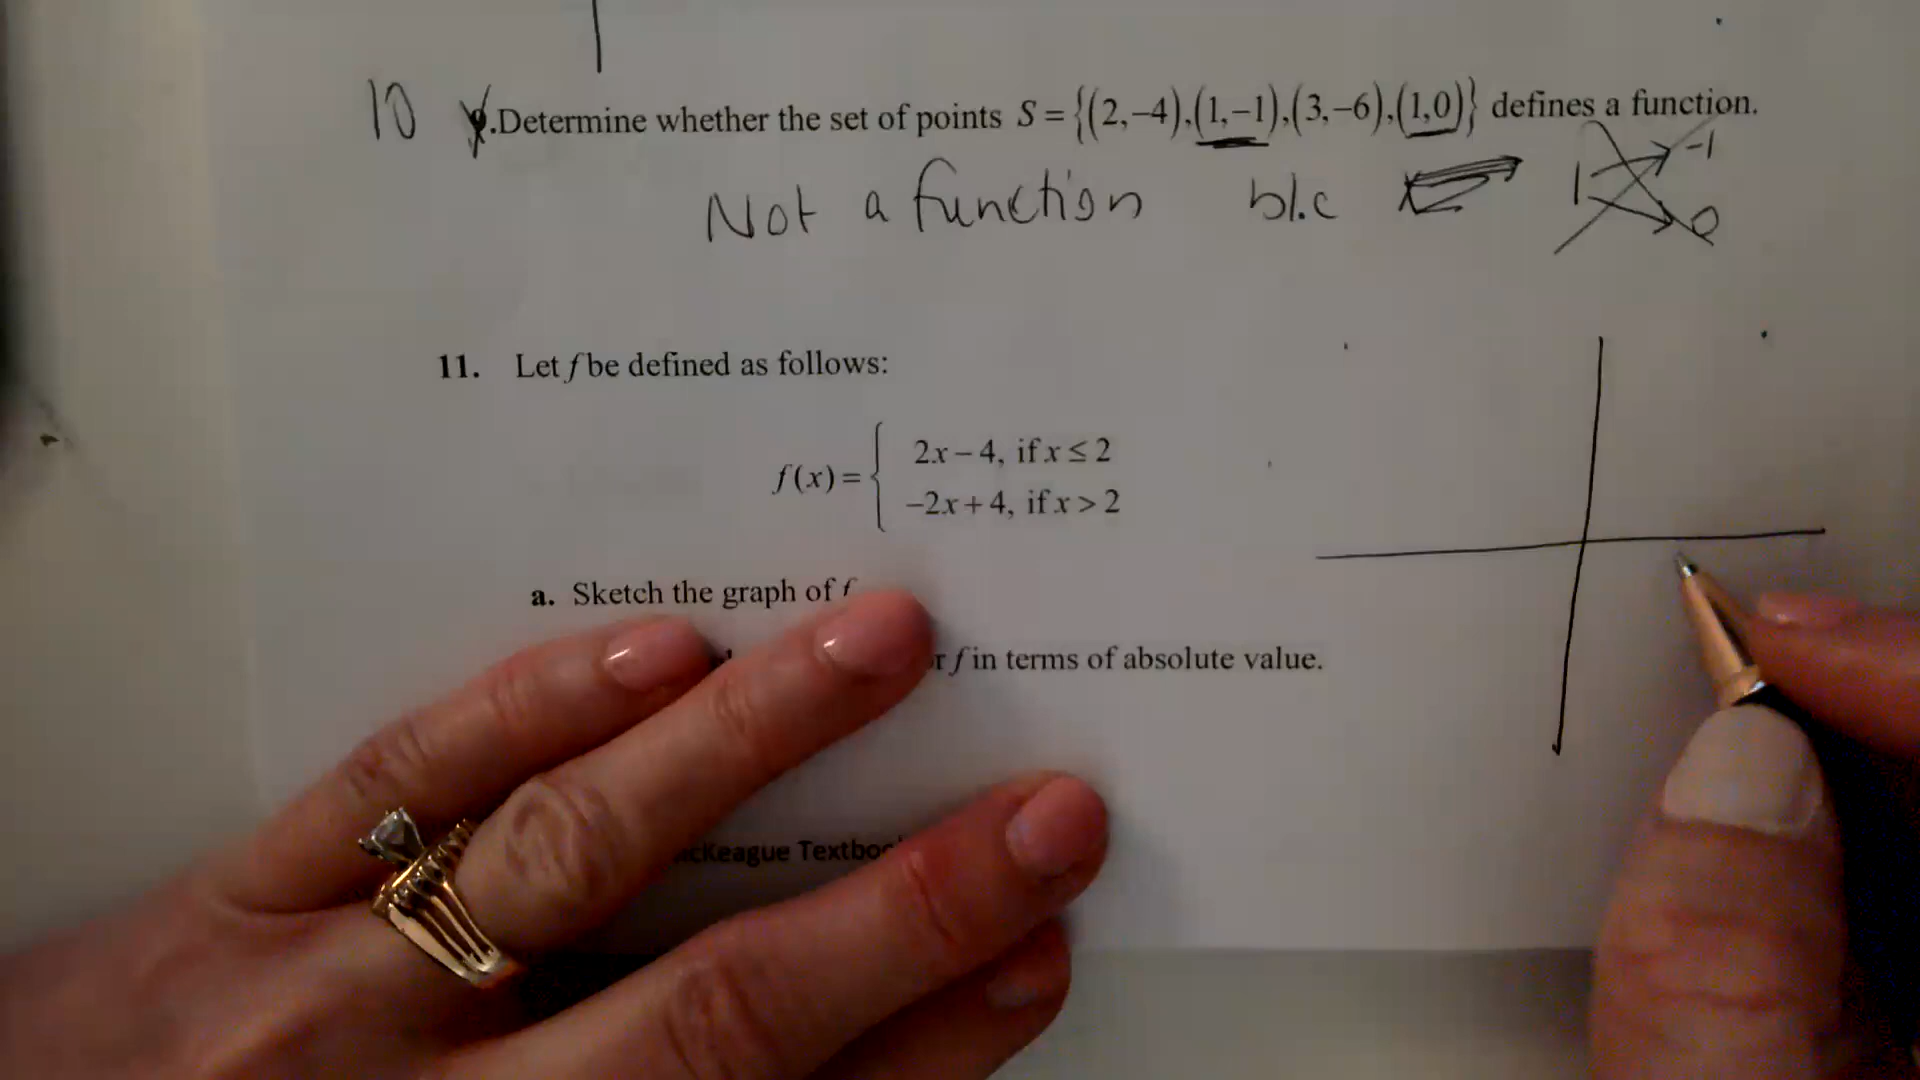 10 9.Determine whether the set of points S = {(2,−4),(1,−1),(3,−6),(1,0)} defines a function.
Not a function b/c 1 -1 0
11. Let f be defined as follows:
f(x) = { 2x − 4, if x ≤ 2
−2x + 4, if x > 2
a. Sketch the graph of f
f in terms of absolute value.
Textbo